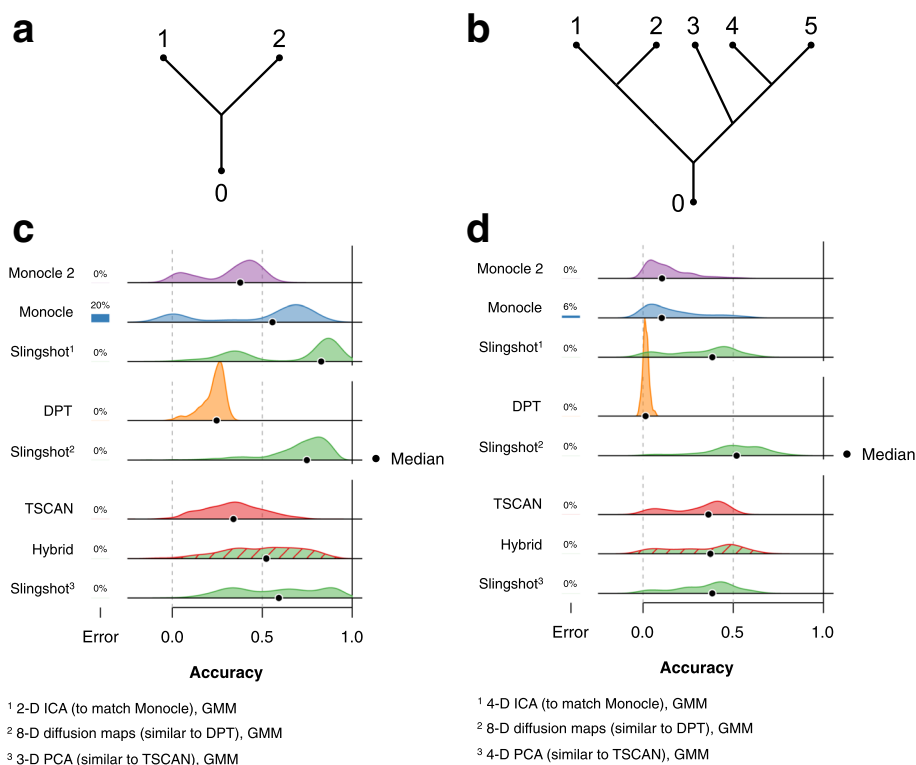 a
1 2
0
b
1 2 3 4 5
0
c
Monocle 2 0%
Monocle 20%
Slingshot¹ 0%
DPT 0%
Slingshot² 0%
Median
TSCAN 0%
Hybrid 0%
Slingshot³ 0%
Error 0.0 0.5 1.0
Accuracy
¹ 2-D ICA (to match Monocle), GMM
² 8-D diffusion maps (similar to DPT), GMM
³ 3-D PCA (similar to TSCAN), GMM
d
Monocle 2 0%
Monocle 6%
Slingshot¹ 0%
DPT 0%
Slingshot² 0%
Median
TSCAN 0%
Hybrid 0%
Slingshot³ 0%
Error 0.0 0.5 1.0
Accuracy
¹ 4-D ICA (to match Monocle), GMM
² 8-D diffusion maps (similar to DPT), GMM
³ 4-D PCA (similar to TSCAN), GMM